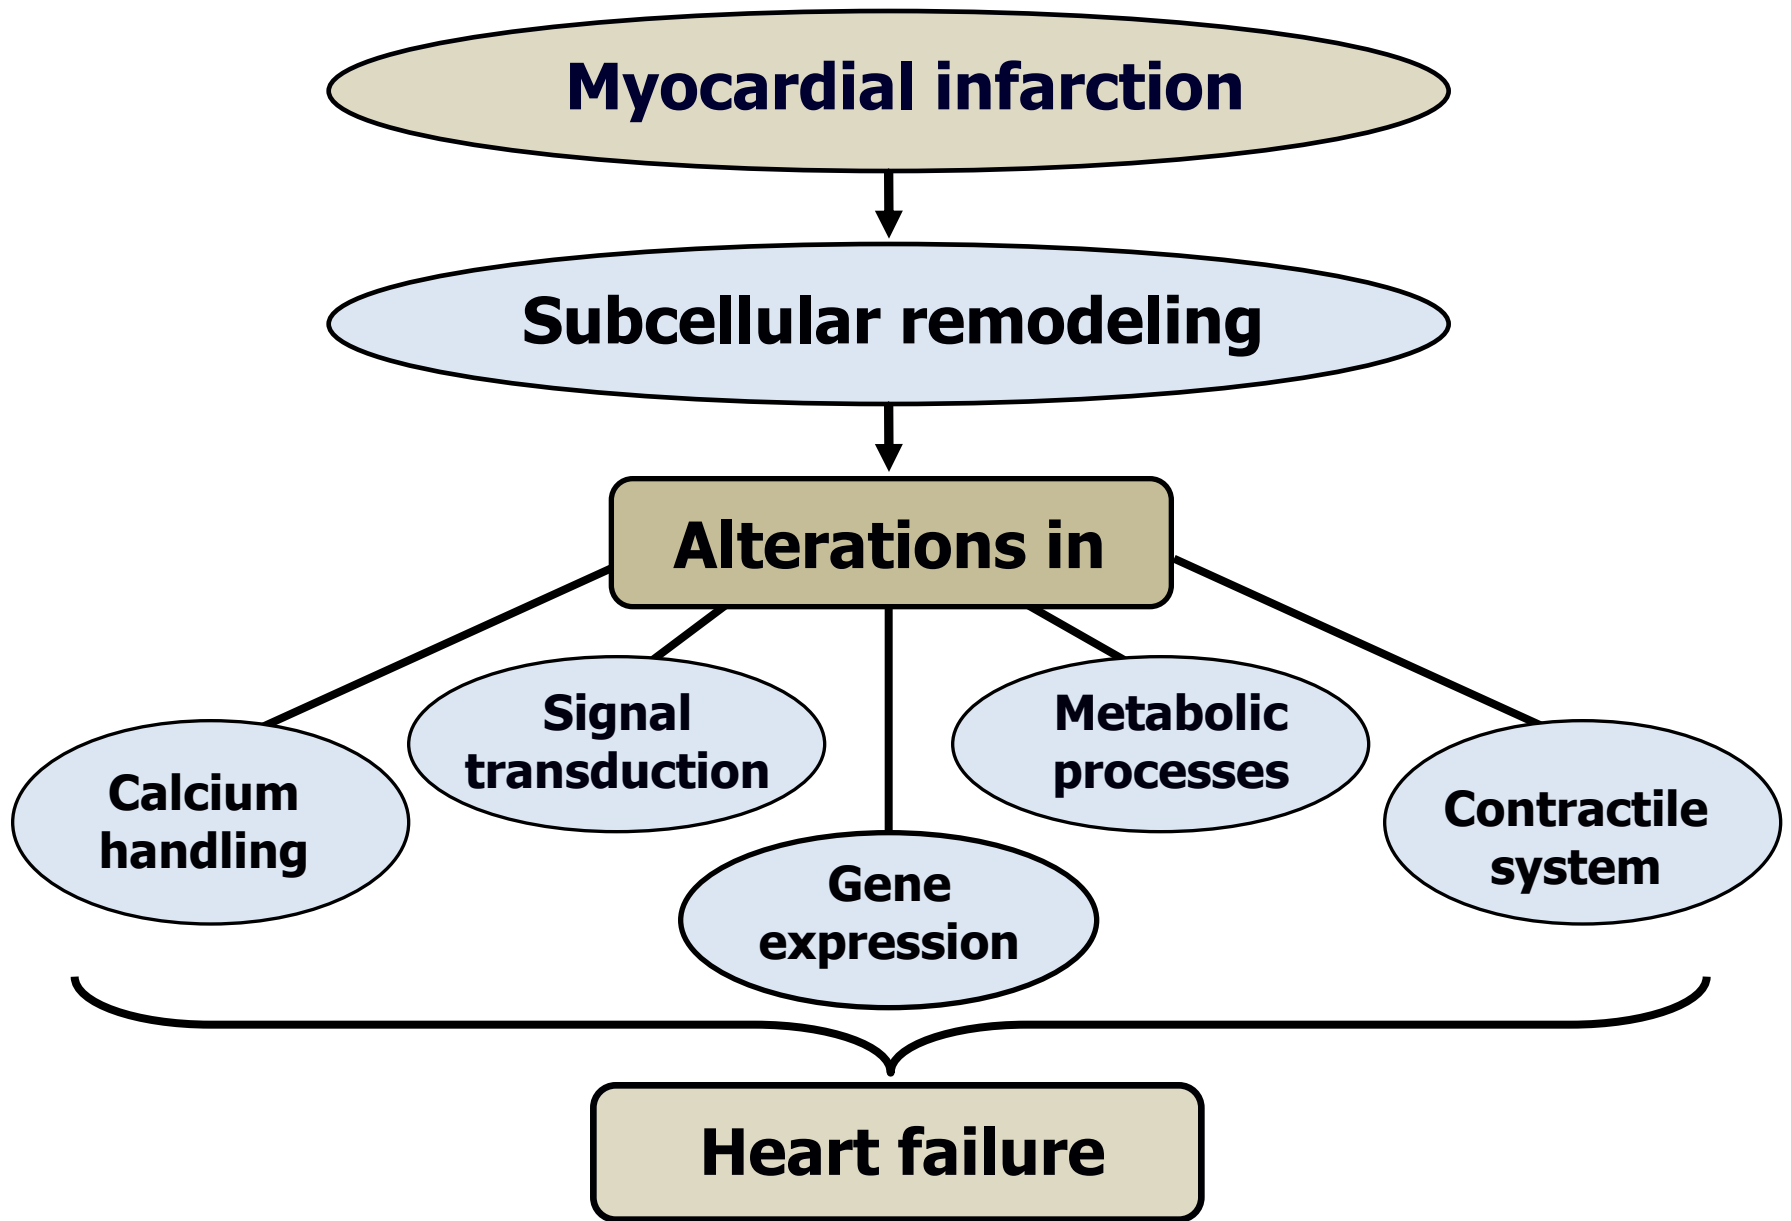 Myocardial infarction
Subcellular remodeling
Alterations in
Calcium
handling
Signal
transduction
Gene
expression
Metabolic
processes
Contractile
system
Heart failure